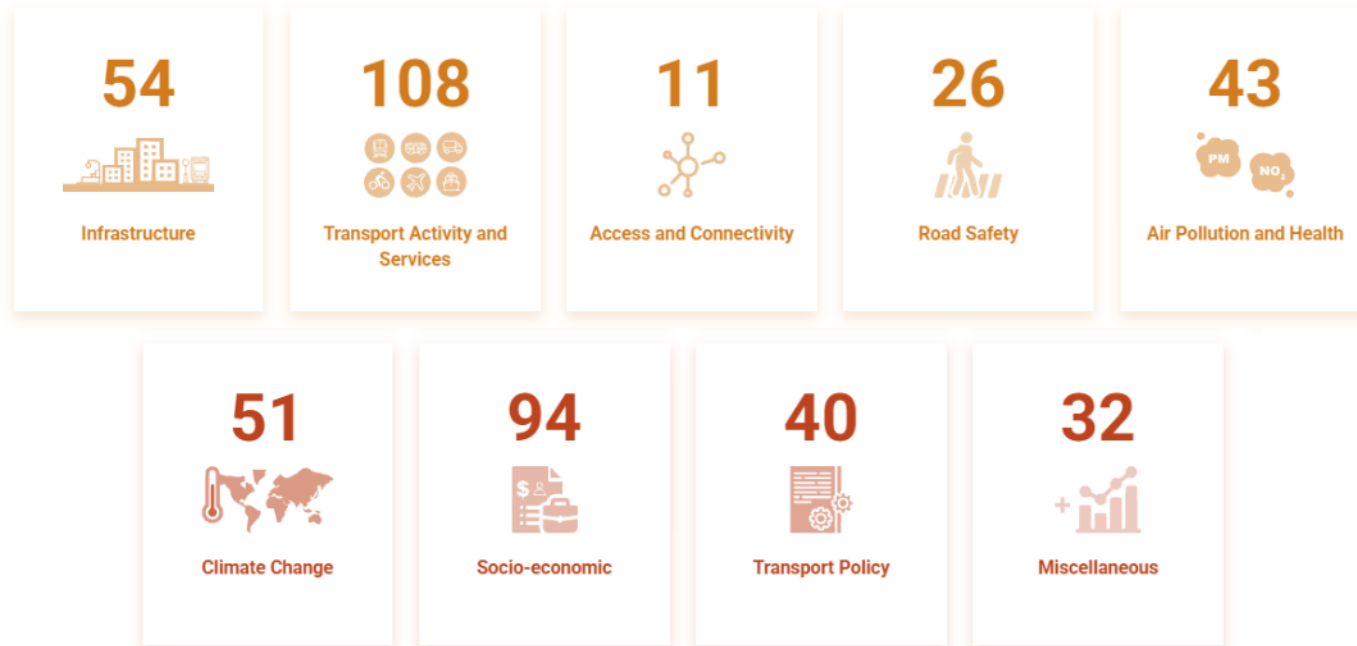 54
108
11
26
43
PM
NO₂
Infrastructure
Transport Activity and
Services
Access and Connectivity
Road Safety
Air Pollution and Health
51
94
40
32
$
+
Climate Change
Socio-economic
Transport Policy
Miscellaneous